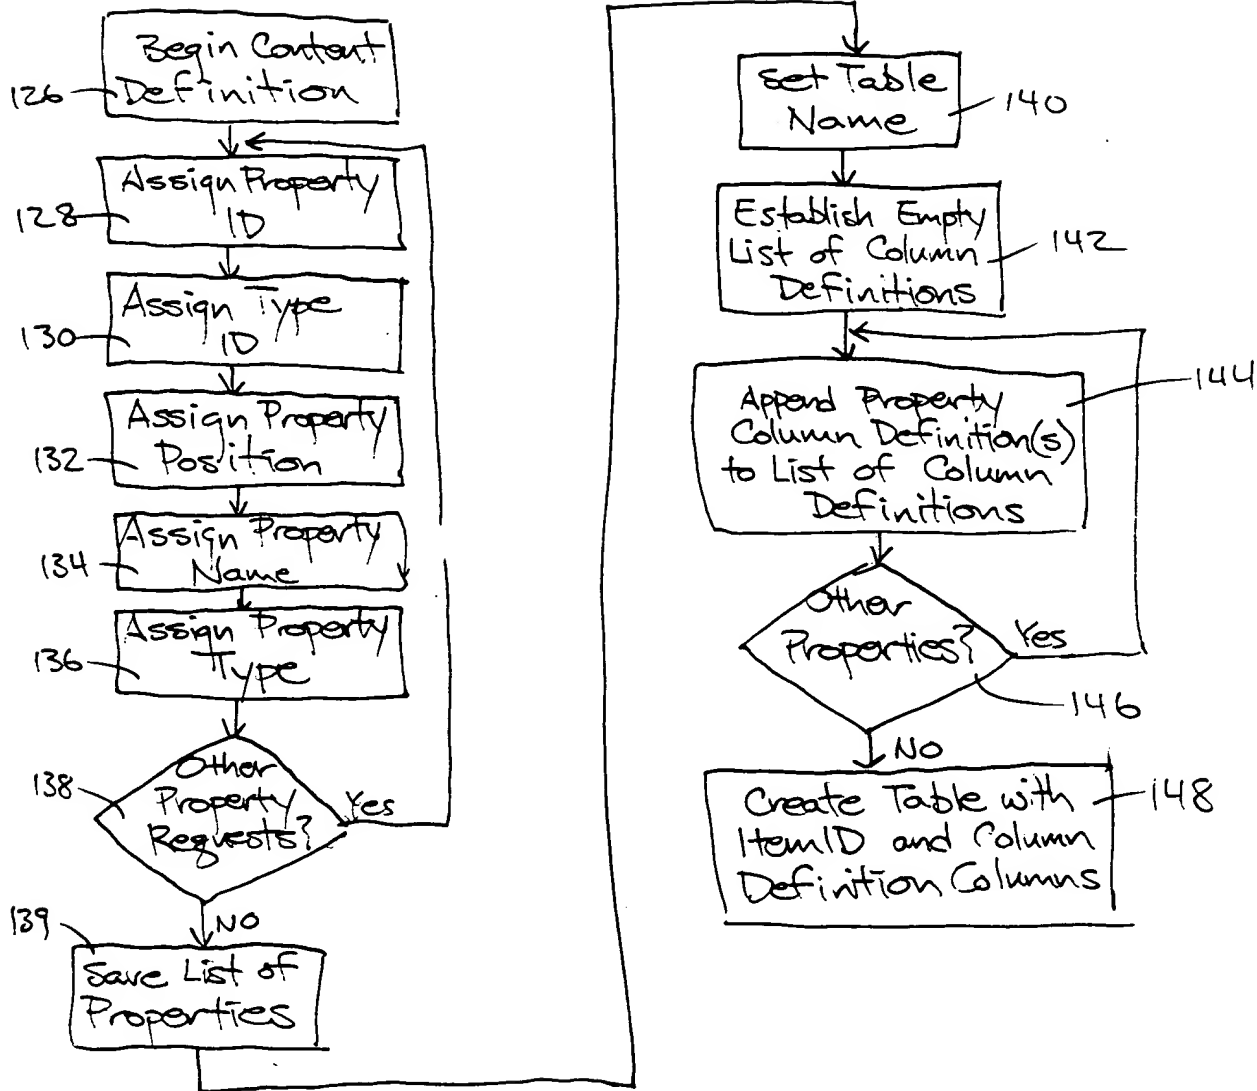 Begin Content
Definition
126
Assign Property
ID
128
Assign Type
ID
130
Assign Property
Position
132
Assign Property
Name
134
Assign Property
Type
136
Other
Property
Requests?
138
Yes
NO
139
Save List of
Properties
Set Table
Name
140
Establish Empty
List of Column
Definitions
142
Append Property
Column Definition(s)
to List of Column
Definitions
144
Other
Properties?
Yes
146
NO
Create Table with
ItemID and Column
Definition Columns
148